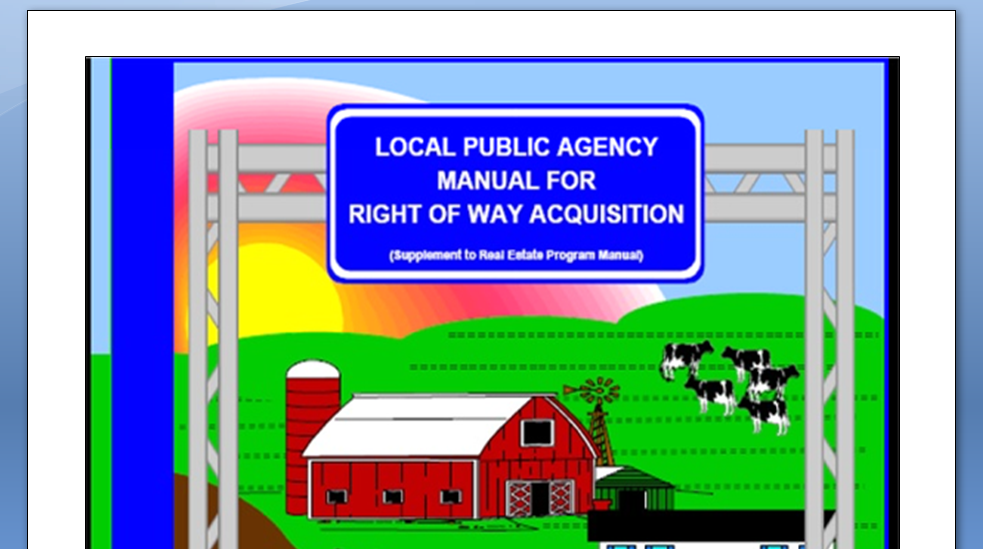 LOCAL PUBLIC AGENCY
MANUAL FOR
RIGHT OF WAY ACQUISITION
(Supplement to Real Estate Program Manual)